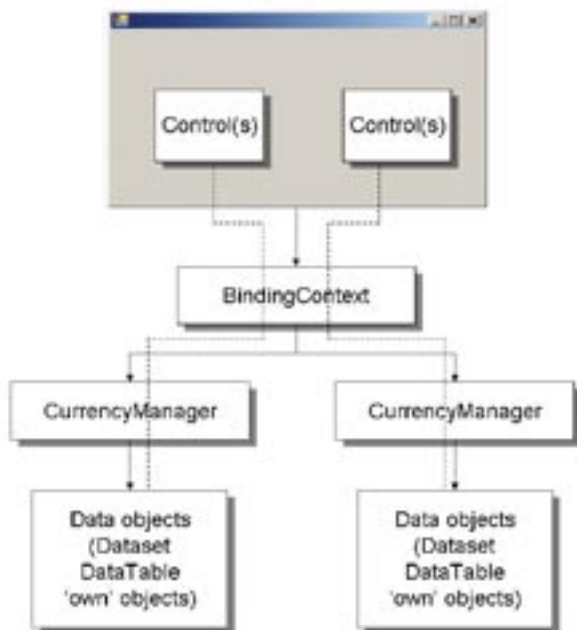 Control(s)
Control(s)
BindingContext
CurrencyManager
CurrencyManager
Data objects
(Dataset
DataTable
'own' objects)
Data objects
(Dataset
DataTable
'own' objects)